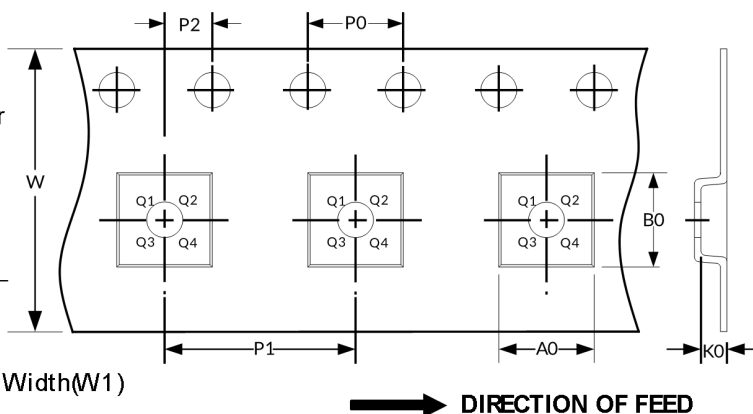 P2
P0
r
W
Q1 Q2
Q3 Q4
Q1 Q2
Q3 Q4
Q1 Q2
Q3 Q4
B0
P1
A0
K0
Width(W1)
DIRECTION OF FEED